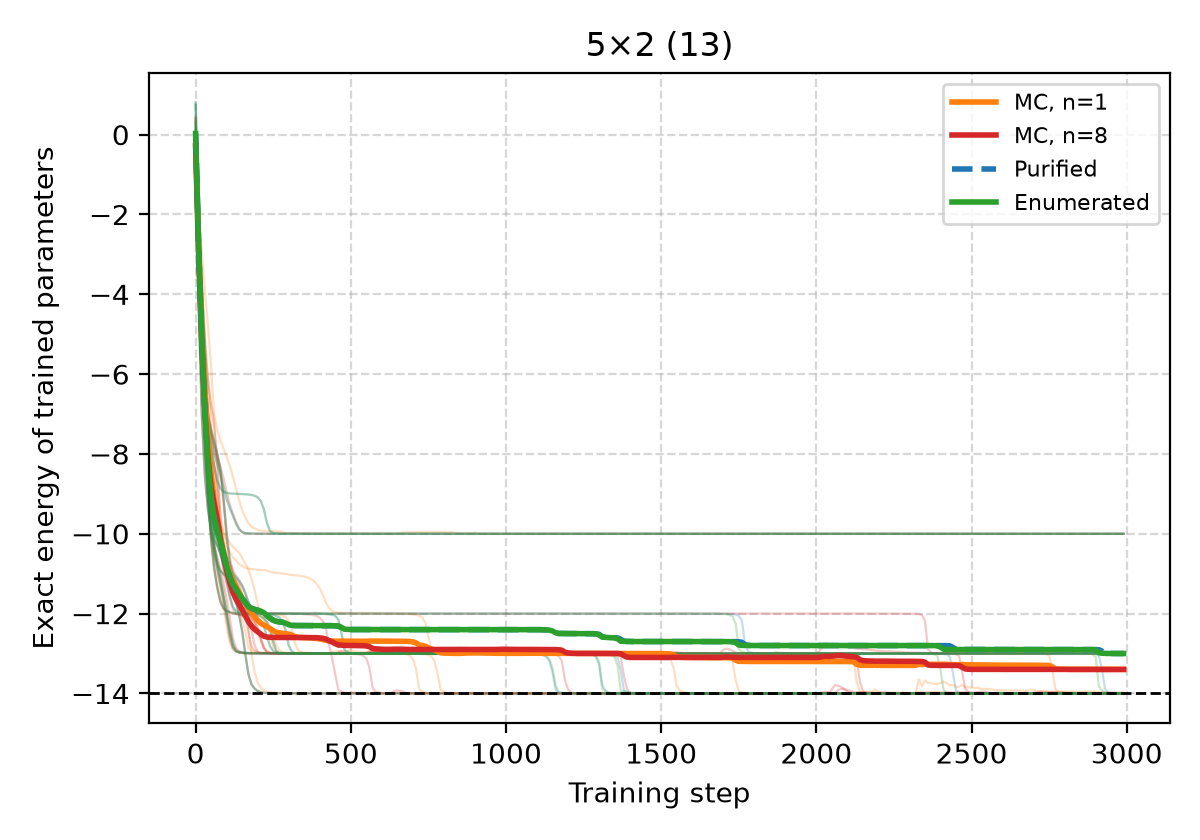 5×2 (13)
Exact energy of trained parameters
0
−2
−4
−6
−8
−10
−12
−14
MC, n=1
MC, n=8
Purified
Enumerated
0 500 1000 1500 2000 2500 3000
Training step